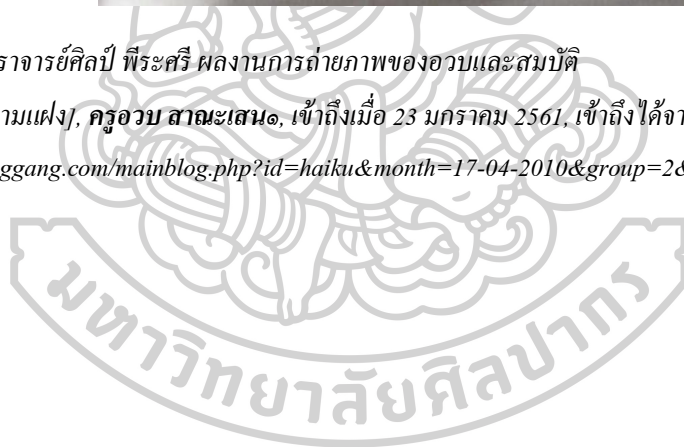 ราจารย์ศิลป์ พีระศรี ผลงานการถ่ายภาพของอวบและสมบัติ
ามแฝง], ครูอวบ สาณะเสน๑, เข้าถึงเมื่อ 23 มกราคม 2561, เข้าถึงได้จา
ggang.com/mainblog.php?id=haiku&month=17-04-2010&group=2&
มหาวิทยาลัยศิลปากร